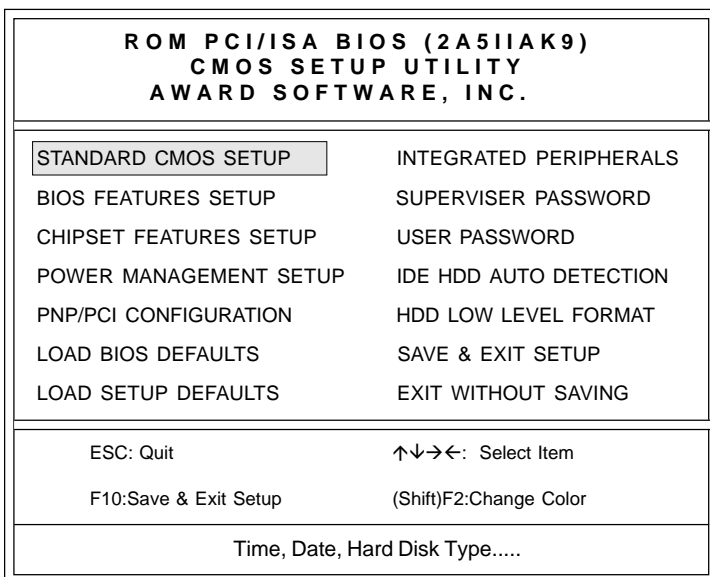 ROM PCI/ISA BIOS (2A5IIAK9)
CMOS SETUP UTILITY
AWARD SOFTWARE, INC.
STANDARD CMOS SETUP
BIOS FEATURES SETUP
CHIPSET FEATURES SETUP
POWER MANAGEMENT SETUP
PNP/PCI CONFIGURATION
LOAD BIOS DEFAULTS
LOAD SETUP DEFAULTS
INTEGRATED PERIPHERALS
SUPERVISER PASSWORD
USER PASSWORD
IDE HDD AUTO DETECTION
HDD LOW LEVEL FORMAT
SAVE & EXIT SETUP
EXIT WITHOUT SAVING
ESC: Quit
↑↓→←: Select Item
F10:Save & Exit Setup
(Shift)F2:Change Color
Time, Date, Hard Disk Type.....